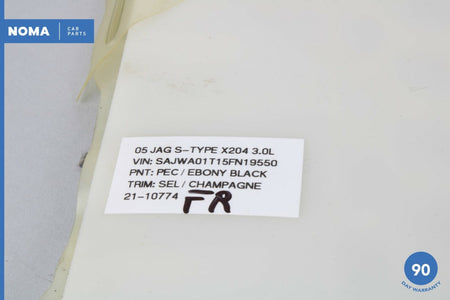 NOMA CAR
PARTS
05 JAG S-TYPE X204 3.0L
VIN: SAJWA01T15FN19550
PNT: PEC / EBONY BLACK
TRIM: SEL / CHAMPAGNE
21-10774 FR
90
DAY WARRANTY